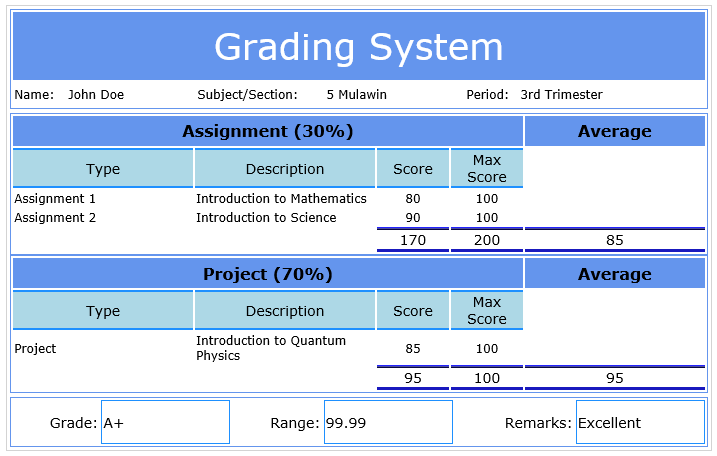 Grading System
Name: John Doe Subject/Section: 5 Mulawin Period: 3rd Trimester
Assignment (30%) Average
Type Description Score Max Score
Assignment 1 Introduction to Mathematics 80 100
Assignment 2 Introduction to Science 90 100
170 200 85
Project (70%) Average
Type Description Score Max Score
Project Introduction to Quantum Physics 85 100
95 100 95
Grade: A+ Range: 99.99 Remarks: Excellent